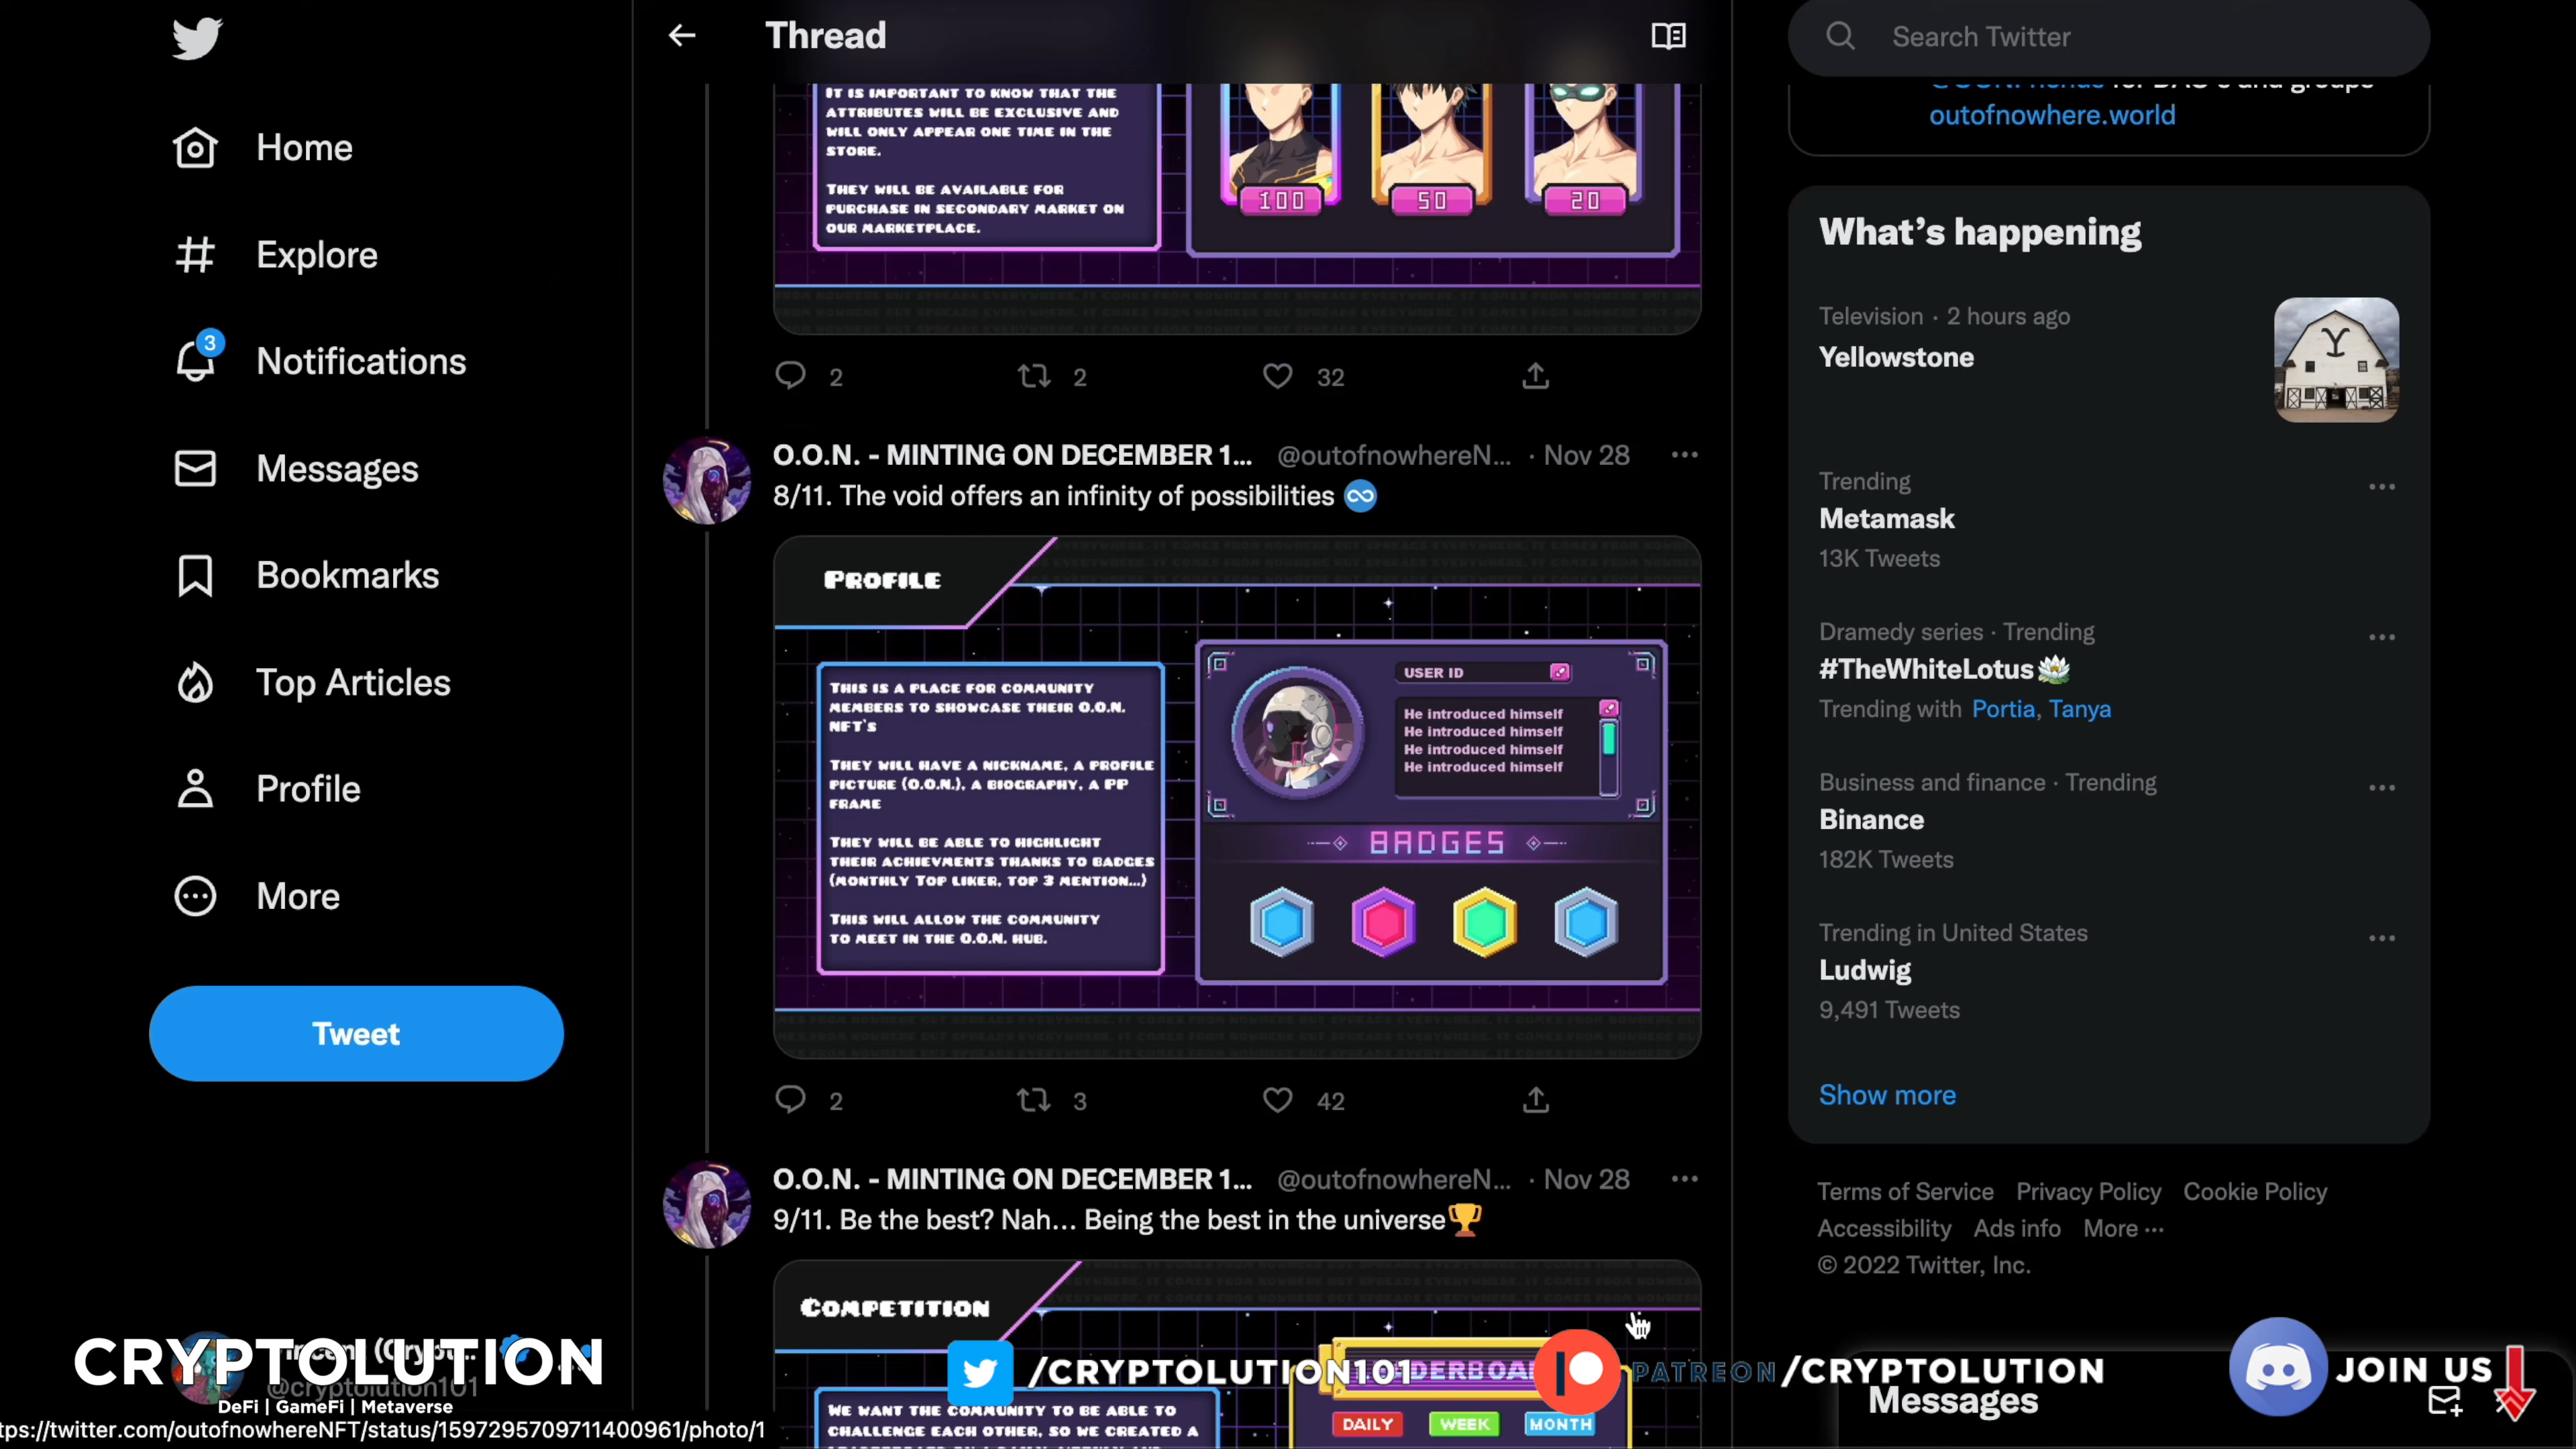 Thread
Search Twitter
Home
Explore
3
Notifications
Messages
Bookmarks
Top Articles
Profile
More
Tweet
IT IS IMPORTANT TO KNOW THAT THE
ATTRIBUTES WILL BE EXCLUSIVE AND
WILL ONLY APPEAR ONE TIME IN THE
STORE.
THEY WILL BE AVAILABLE FOR
PURCHASE IN SECONDARY MARKET ON
OUR MARKETPLACE.
100 50 20
2 2 32
O.O.N. - MINTING ON DECEMBER 1... @outofnowhereN... · Nov 28
8/11. The void offers an infinity of possibilities ♾
PROFILE
THIS IS A PLACE FOR COMMUNITY
MEMBERS TO SHOWCASE THEIR O.O.N.
NFT'S
THEY WILL HAVE A NICKNAME, A PROFILE
PICTURE (O.O.N.), A BIOGRAPHY, A PP
FRAME
THEY WILL BE ABLE TO HIGHLIGHT
THEIR ACHIEVMENTS THANKS TO BADGES
(MONTHLY TOP LIKER, TOP 3 MENTION...)
THIS WILL ALLOW THE COMMUNITY
TO MEET IN THE O.O.N. HUB.
USER ID
He introduced himself
He introduced himself
He introduced himself
He introduced himself
BADGES
2 3 42
O.O.N. - MINTING ON DECEMBER 1... @outofnowhereN... · Nov 28
9/11. Be the best? Nah... Being the best in the universe🏆
COMPETITION
WE WANT THE COMMUNITY TO BE ABLE TO
CHALLENGE EACH OTHER, SO WE CREATED A
DAILY WEEK MONTH
for DAO's and groups
outofnowhere.world
What's happening
Television · 2 hours ago
Yellowstone
Trending
Metamask
13K Tweets
Dramedy series · Trending
#TheWhiteLotus
Trending with Portia, Tanya
Business and finance · Trending
Binance
182K Tweets
Trending in United States
Ludwig
9,491 Tweets
Show more
Terms of Service Privacy Policy Cookie Policy
Accessibility Ads info More ...
© 2022 Twitter, Inc.
CRYPTOLUTION
@cryptolution101
DeFi | GameFi | Metaverse
/CRYPTOLUTION101
PATREON/CRYPTOLUTION
JOIN US
Messages
tps://twitter.com/outofnowhereNFT/status/1597295709711400961/photo/1